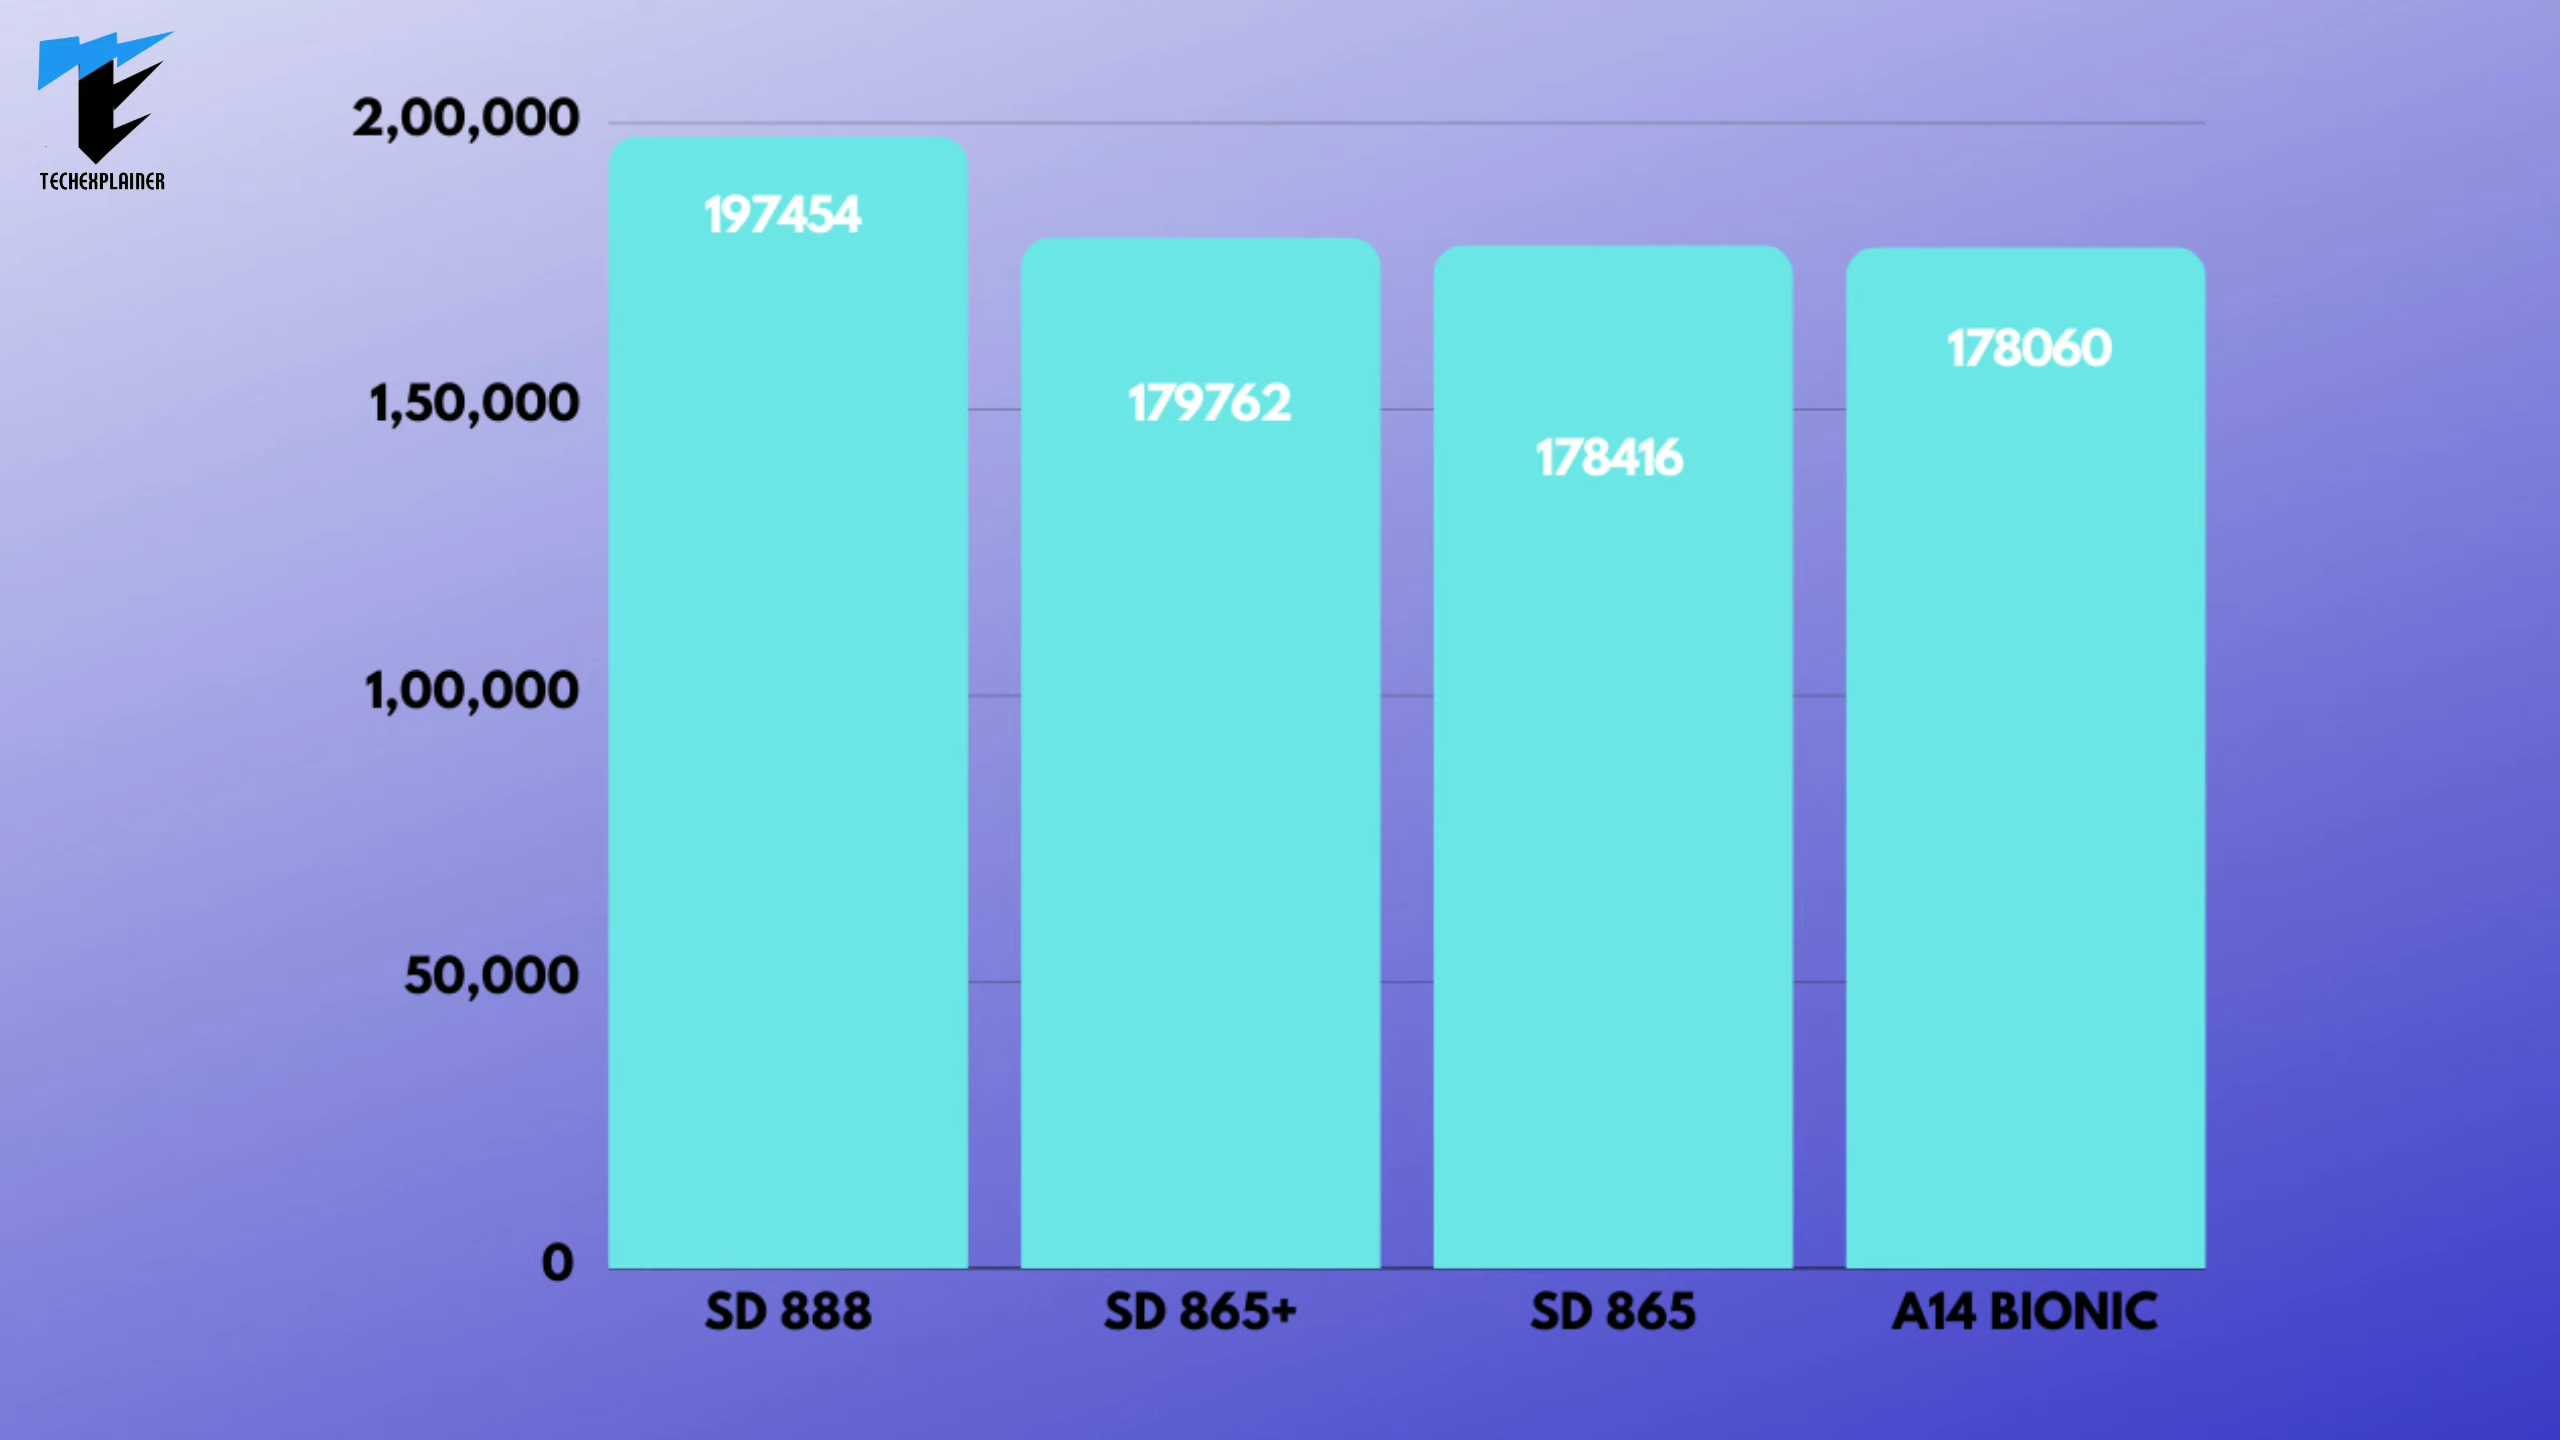 TECHEXPLAINER
2,00,000
197454
1,50,000
179762
178416
178060
1,00,000
50,000
0
SD 888
SD 865+
SD 865
A14 BIONIC